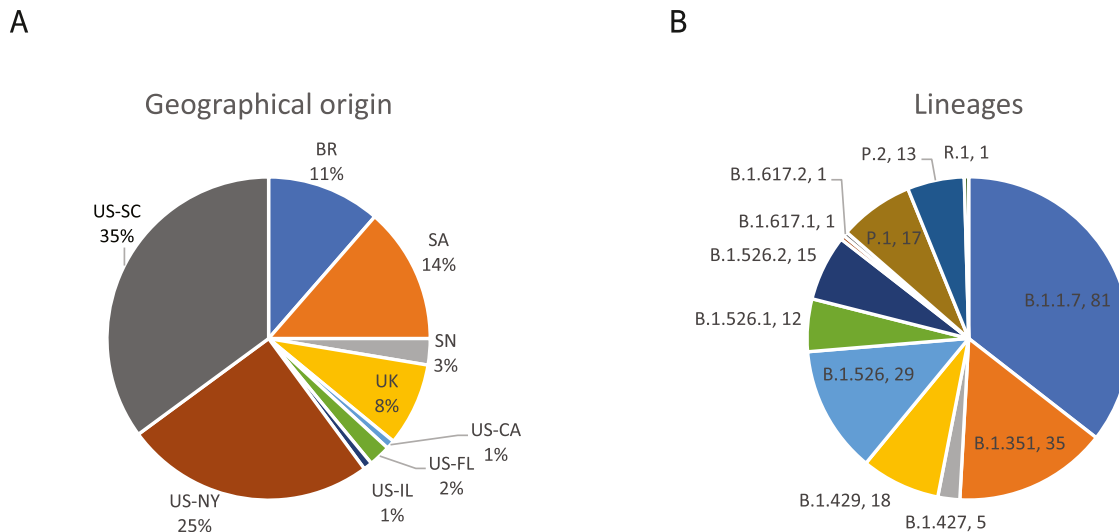 A
Geographical origin
BR
11%
SA
14%
SN
3%
UK
8%
US-CA
1%
US-FL
2%
US-IL
1%
US-NY
25%
US-SC
35%
B
Lineages
R.1, 1
B.1.1.7, 81
B.1.351, 35
B.1.427, 5
B.1.429, 18
B.1.526, 29
B.1.526.1, 12
B.1.526.2, 15
B.1.617.1, 1
B.1.617.2, 1
P.1, 17
P.2, 13